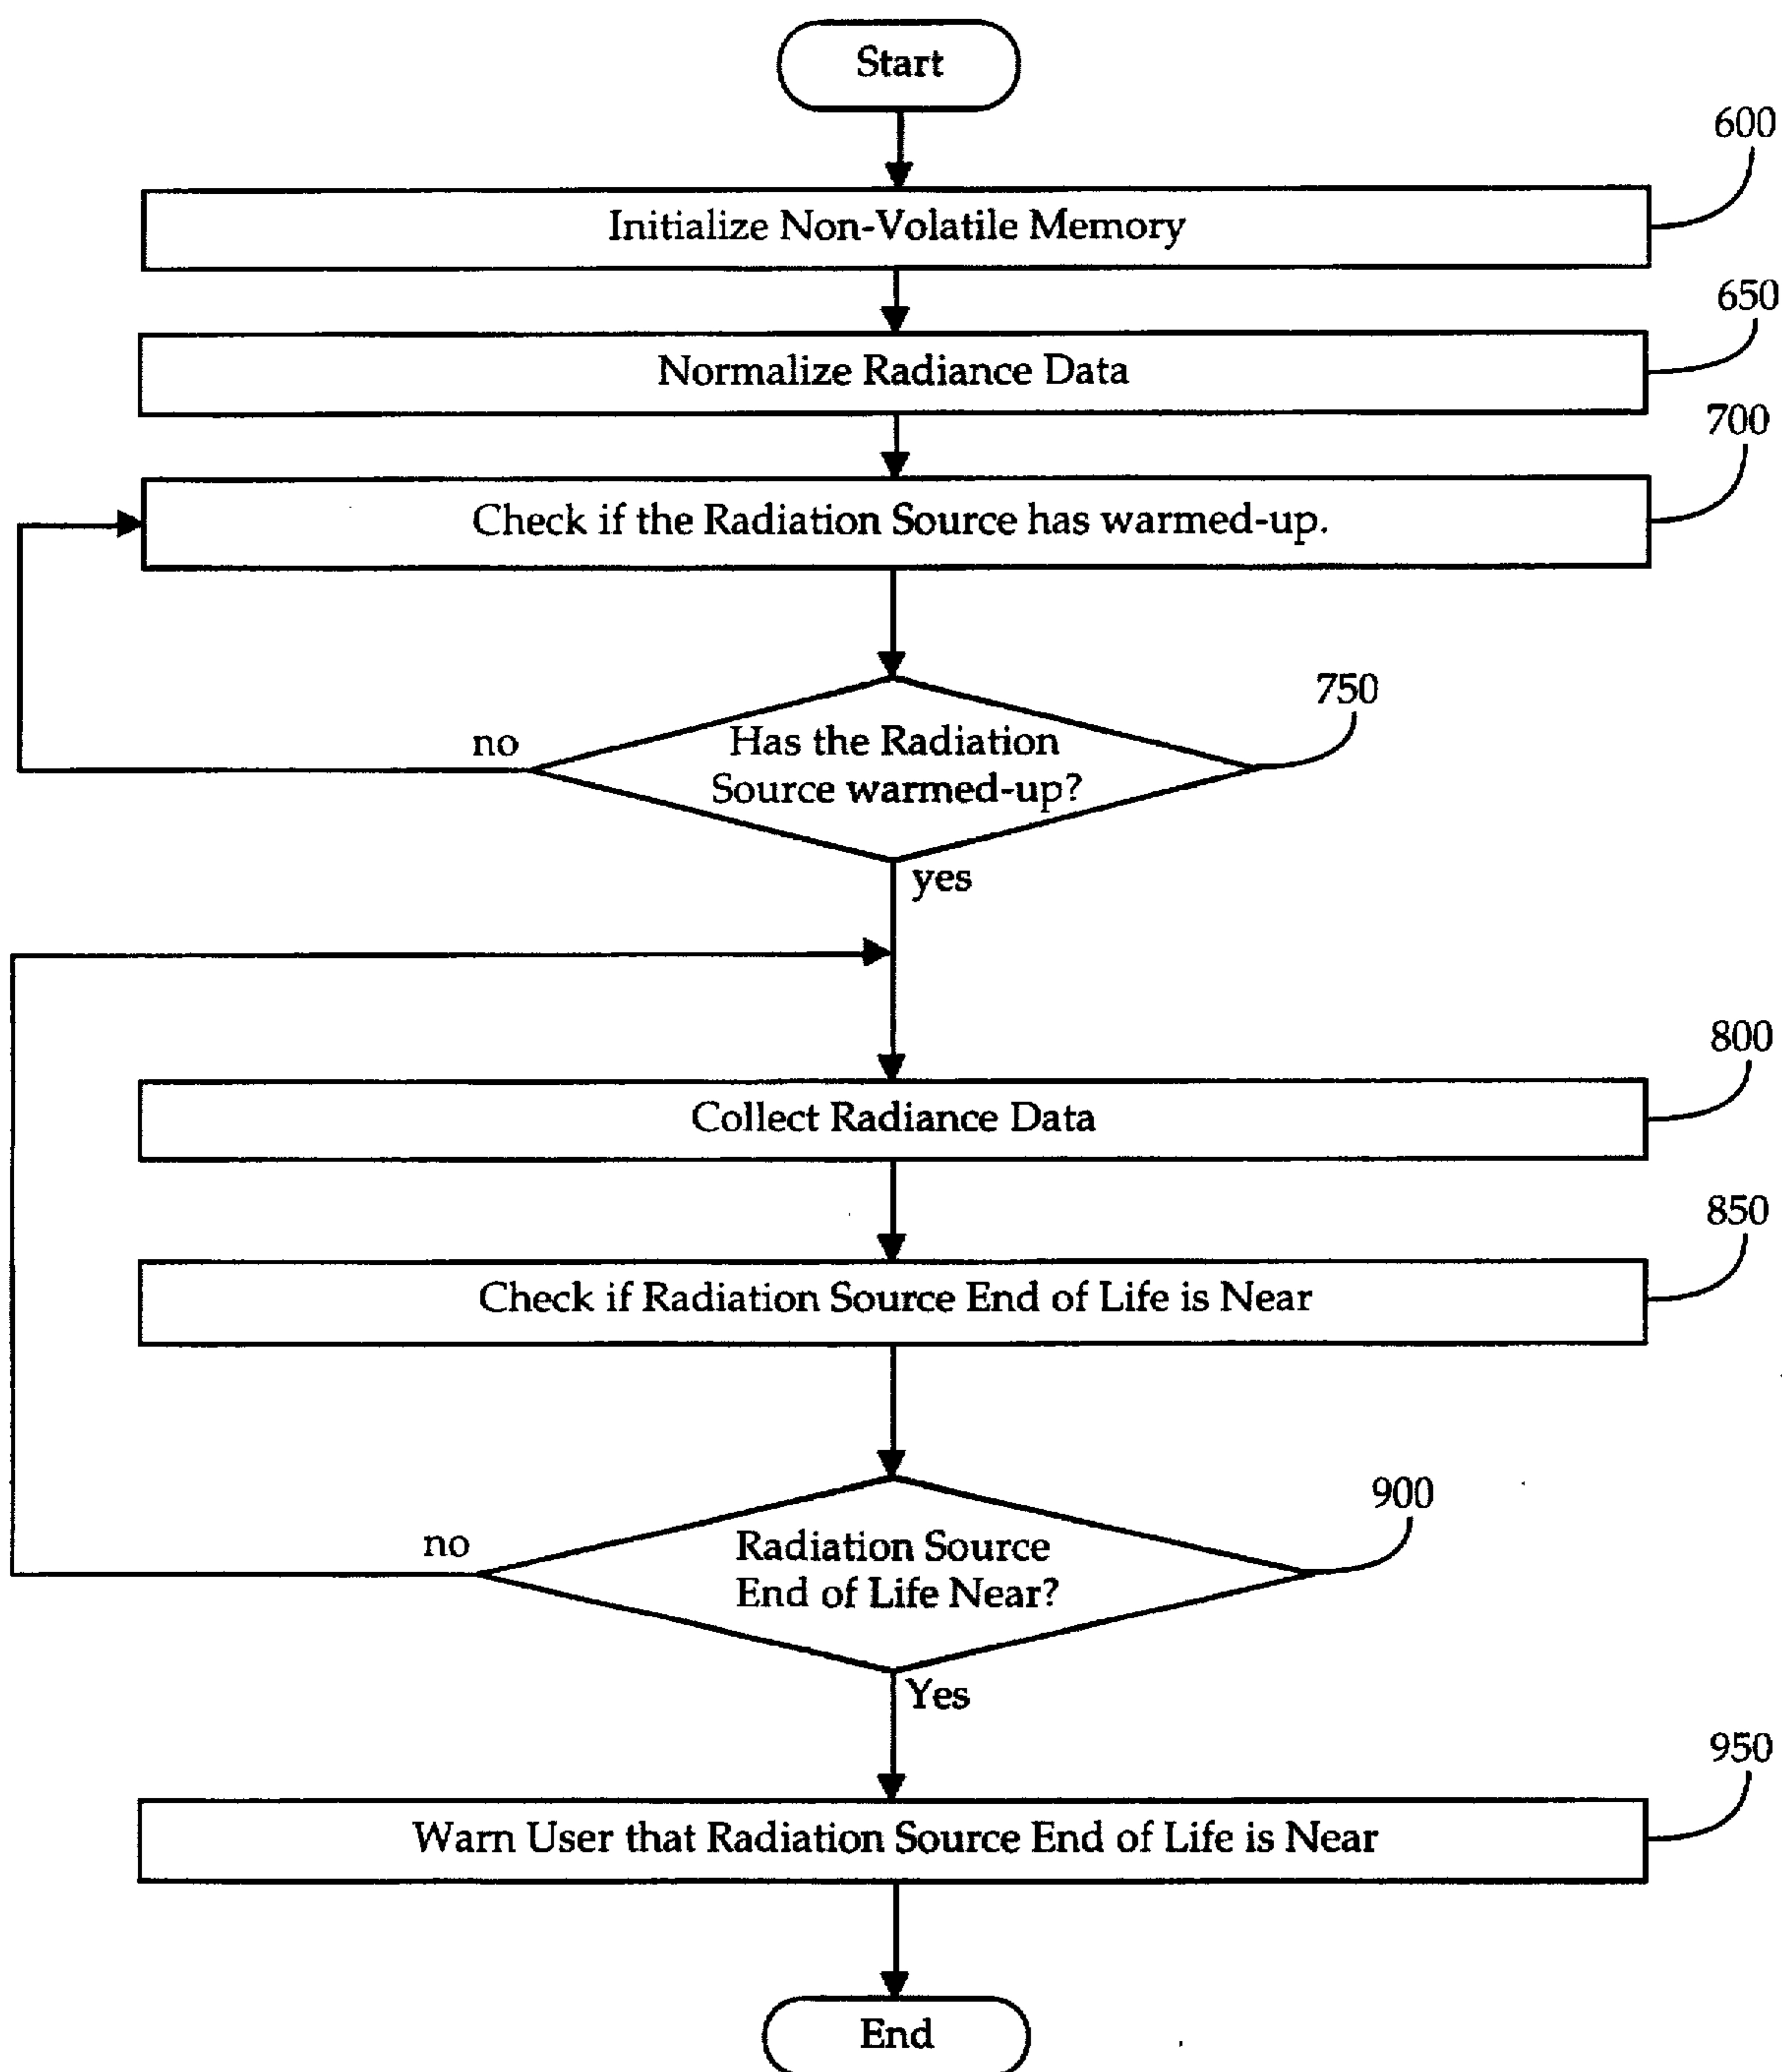 Start
600
Initialize Non-Volatile Memory
650
Normalize Radiance Data
700
Check if the Radiation Source has warmed-up.
750
no
Has the Radiation
Source warmed-up?
yes
800
Collect Radiance Data
850
Check if Radiation Source End of Life is Near
900
no
Radiation Source
End of Life Near?
Yes
950
Warn User that Radiation Source End of Life is Near
End